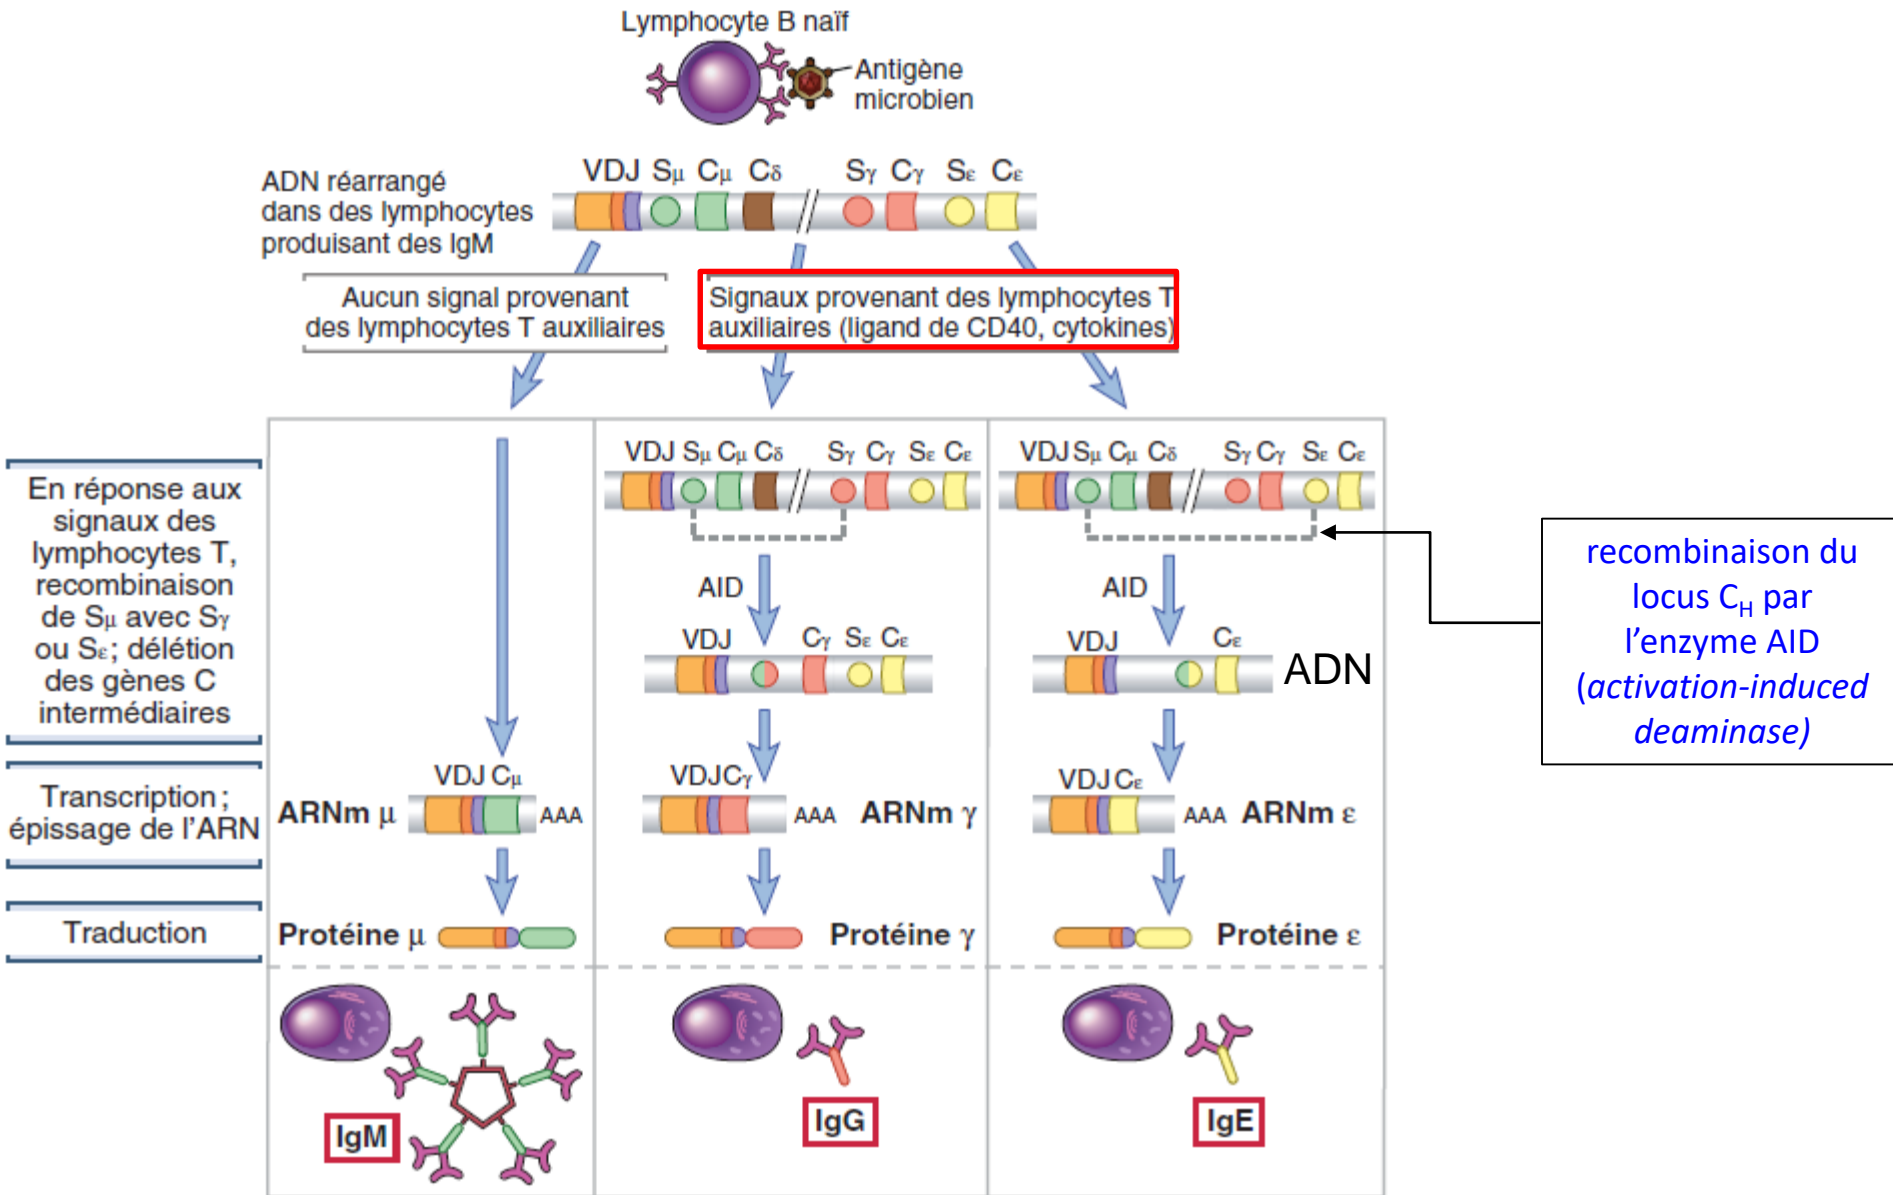 Lymphocyte B naïf
Antigène
microbien
ADN réarrangé
dans des lymphocytes
produisant des IgM
VDJ Sμ Cμ Cδ Sγ Cγ Sε Cε
Aucun signal provenant
des lymphocytes T auxiliaires
Signaux provenant des lymphocytes T
auxiliaires (ligand de CD40, cytokines)
En réponse aux
signaux des
lymphocytes T,
recombinaison
de Sμ avec Sγ
ou Sε; délétion
des gènes C
intermédiaires
VDJ Sμ Cμ Cδ Sγ Cγ Sε Cε
AID
VDJ Cγ Sε Cε
VDJ Sμ Cμ Cδ Sγ Cγ Sε Cε
AID
VDJ Cε
ADN
recombinaison du
locus CH par
l’enzyme AID
(activation-induced
deaminase)
Transcription;
épissage de l'ARN
VDJ Cμ
ARNm μ AAA
VDJCγ
AAA ARNm γ
VDJ Cε
AAA ARNm ε
Traduction
Protéine μ
Protéine γ
Protéine ε
IgM
IgG
IgE